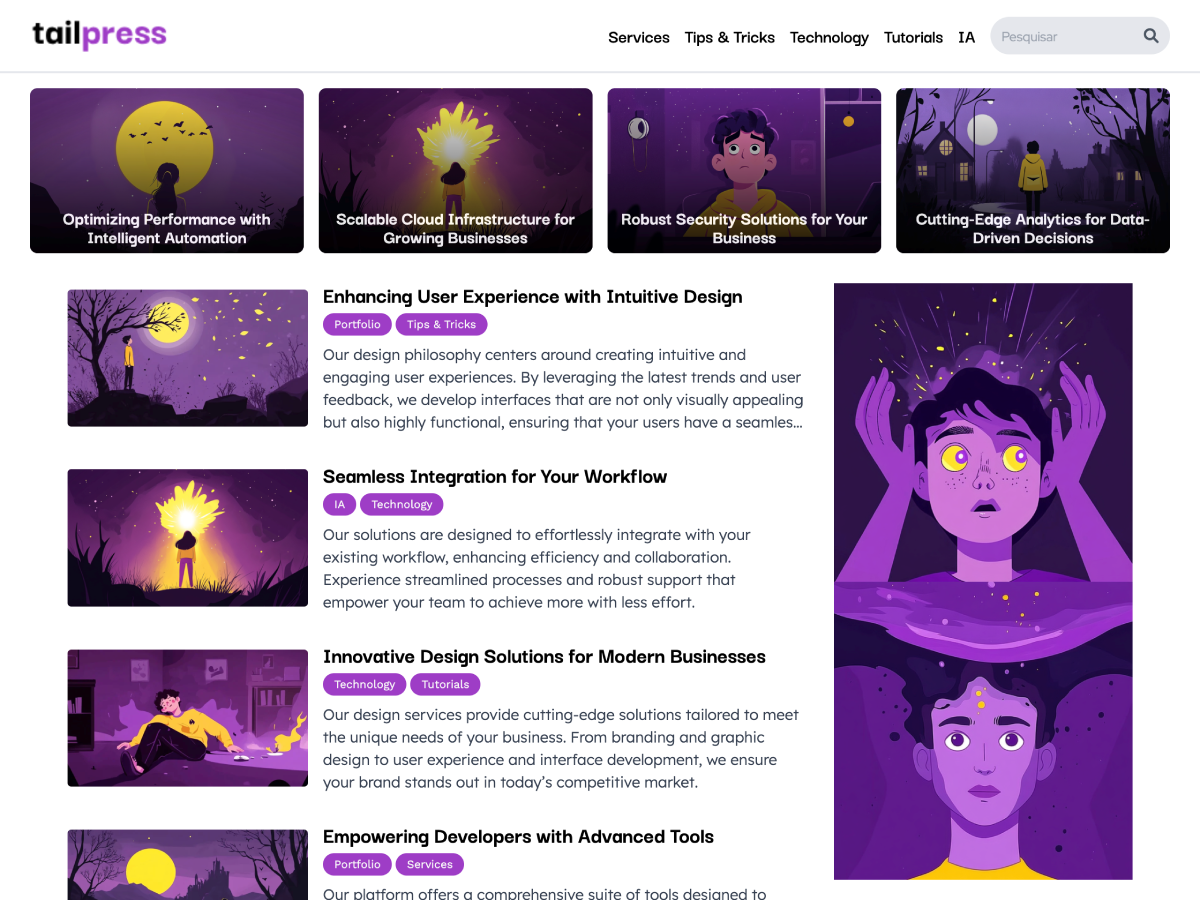 tailpress
Services Tips & Tricks Technology Tutorials IA Pesquisar
Optimizing Performance with
Intelligent Automation
Scalable Cloud Infrastructure for
Growing Businesses
Robust Security Solutions for Your
Business
Cutting-Edge Analytics for Data-
Driven Decisions
Enhancing User Experience with Intuitive Design
Portfolio Tips & Tricks
Our design philosophy centers around creating intuitive and
engaging user experiences. By leveraging the latest trends and user
feedback, we develop interfaces that are not only visually appealing
but also highly functional, ensuring that your users have a seamles...
Seamless Integration for Your Workflow
IA Technology
Our solutions are designed to effortlessly integrate with your
existing workflow, enhancing efficiency and collaboration.
Experience streamlined processes and robust support that
empower your team to achieve more with less effort.
Innovative Design Solutions for Modern Businesses
Technology Tutorials
Our design services provide cutting-edge solutions tailored to meet
the unique needs of your business. From branding and graphic
design to user experience and interface development, we ensure
your brand stands out in today’s competitive market.
Empowering Developers with Advanced Tools
Portfolio Services
Our platform offers a comprehensive suite of tools designed to